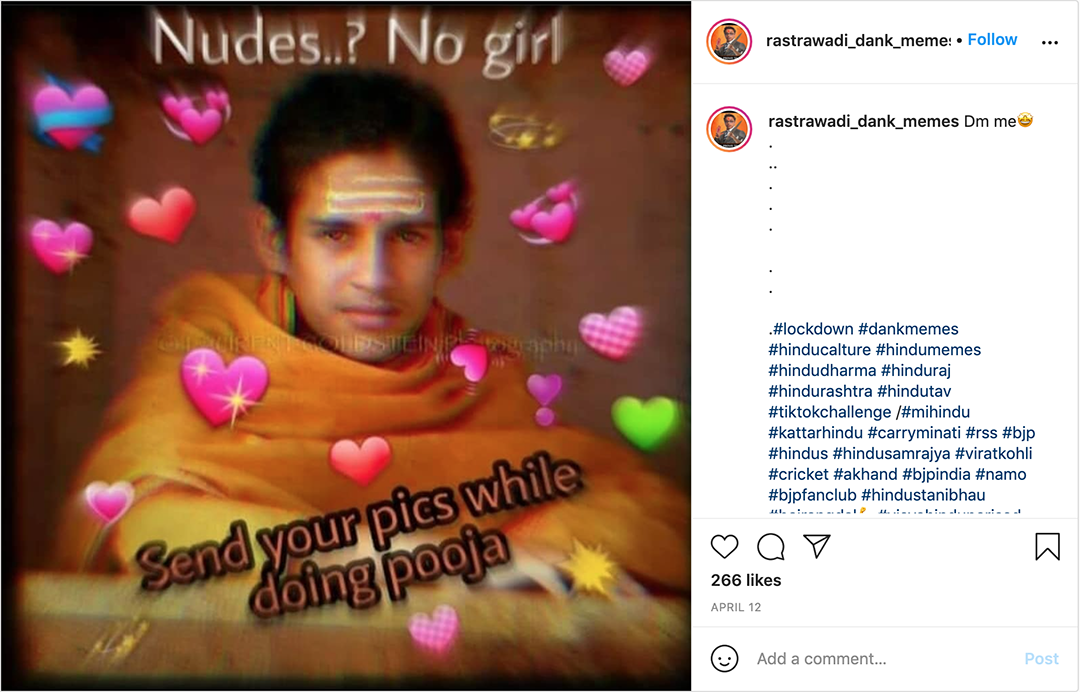 Nudes..? No girl
Send your pics while
doing pooja
rastrawadi_dank_meme • Follow
rastrawadi_dank_memes Dm me🤩
.
..
.
.
.
.
.
.#lockdown #dankmemes
#hinducalture #hindumemes
#hindudharma #hinduraj
#hindurashtra #hindutav
#tiktokchallenge /#mihindu
#kattarhindu #carryminati #rss #bjp
#hindus #hindusamrajya #viratkohli
#cricket #akhand #bjpindia #namo
#bjpfanclub #hindustanibhau
266 likes
APRIL 12
Add a comment...
Post